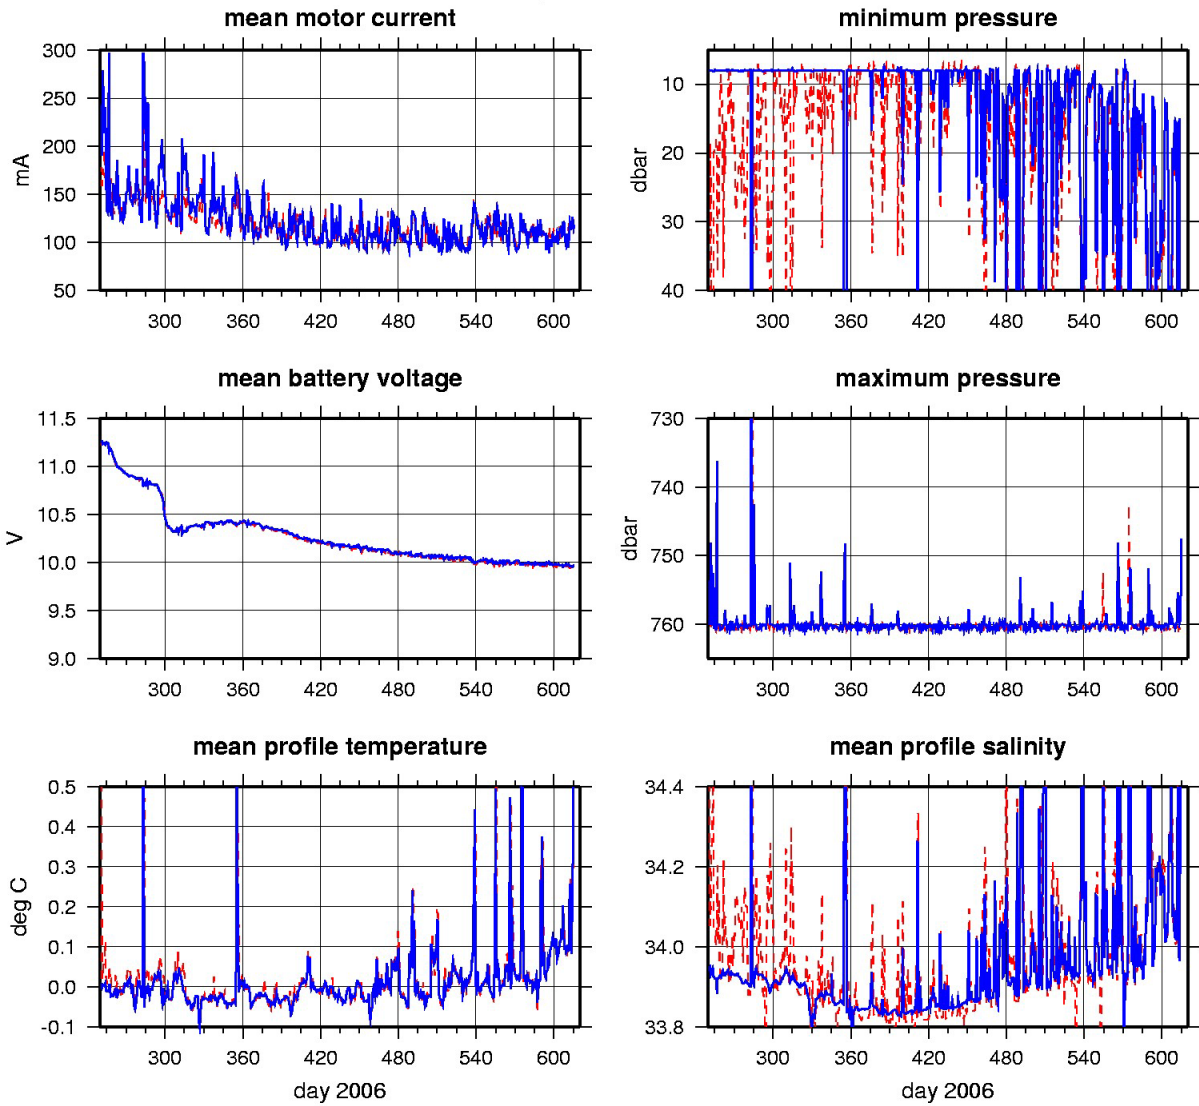 mean motor current
300
250
200
150
100
50
mA
300 360 420 480 540 600
minimum pressure
10
20
30
40
dbar
300 360 420 480 540 600
mean battery voltage
11.5
11.0
10.5
10.0
9.5
9.0
V
300 360 420 480 540 600
maximum pressure
730
740
750
760
dbar
300 360 420 480 540 600
mean profile temperature
0.5
0.4
0.3
0.2
0.1
0.0
-0.1
deg C
300 360 420 480 540 600
day 2006
mean profile salinity
34.4
34.2
34.0
33.8
300 360 420 480 540 600
day 2006